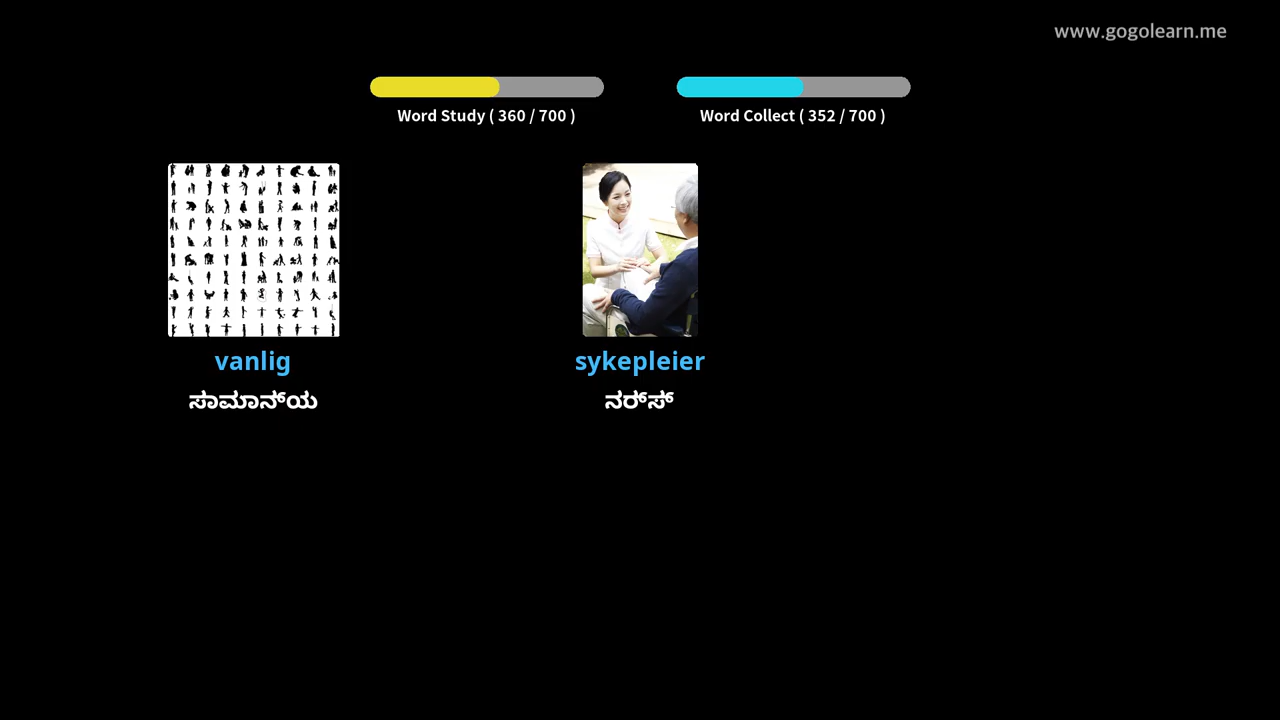 www.gogolearn.me
Word Study ( 360 / 700 )
Word Collect ( 352 / 700 )
vanlig
ಸಾಮಾನ್‌ಯ
sykepleier
ನರ್‌ಸ್